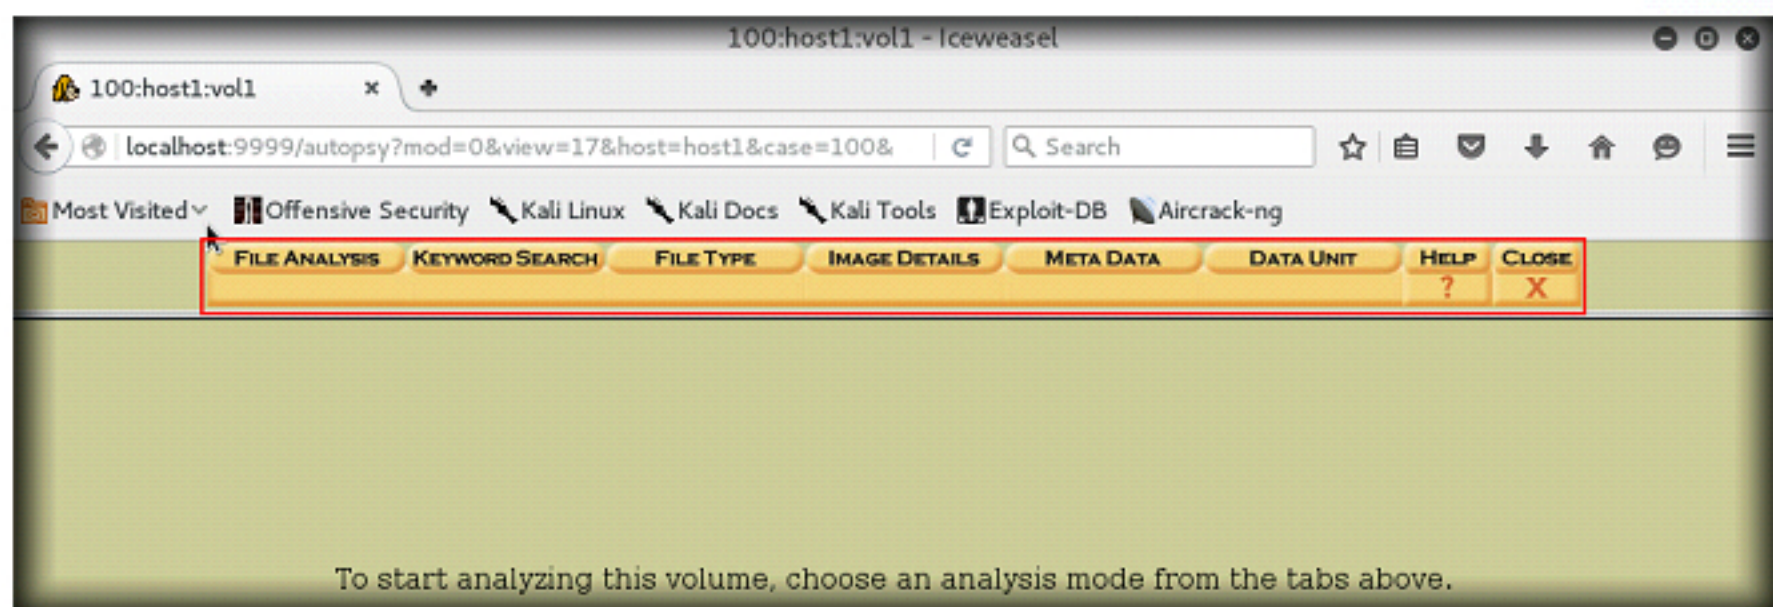 100:host1:vol1 - Iceweasel
100:host1:vol1
localhost:9999/autopsy?mod=0&view=17&host=host1&case=100& Search
Most Visited Offensive Security Kali Linux Kali Docs Kali Tools Exploit-DB Aircrack-ng
FILE ANALYSIS KEYWORD SEARCH FILE TYPE IMAGE DETAILS META DATA DATA UNIT HELP CLOSE
? X
To start analyzing this volume, choose an analysis mode from the tabs above.